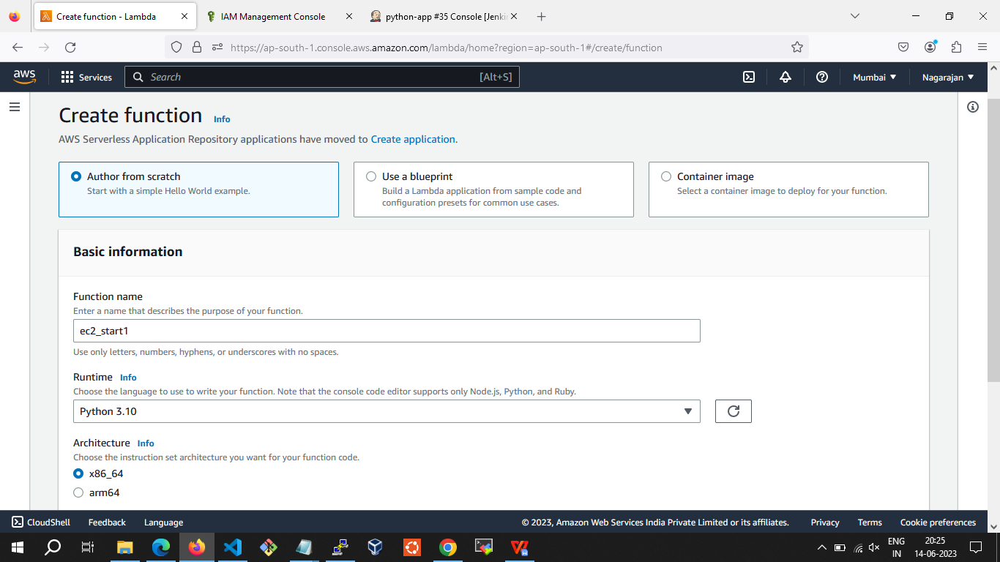 Create function - Lambda
IAM Management Console
python-app #35 Console [Jenki
https://ap-south-1.console.aws.amazon.com/lambda/home?region=ap-south-1#/create/function
aws
Services
Search
[Alt+S]
Mumbai
Nagarajan
Create function Info
AWS Serverless Application Repository applications have moved to Create application.
Author from scratch
Start with a simple Hello World example.
Use a blueprint
Build a Lambda application from sample code and
configuration presets for common use cases.
Container image
Select a container image to deploy for your function.
Basic information
Function name
Enter a name that describes the purpose of your function.
ec2_start1
Use only letters, numbers, hyphens, or underscores with no spaces.
Runtime Info
Choose the language to use to write your function. Note that the console code editor supports only Node.js, Python, and Ruby.
Python 3.10
Architecture Info
Choose the instruction set architecture you want for your function code.
x86_64
arm64
CloudShell
Feedback
Language
© 2023, Amazon Web Services India Private Limited or its affiliates.
Privacy
Terms
Cookie preferences
ENG
IN
20:25
14-06-2023